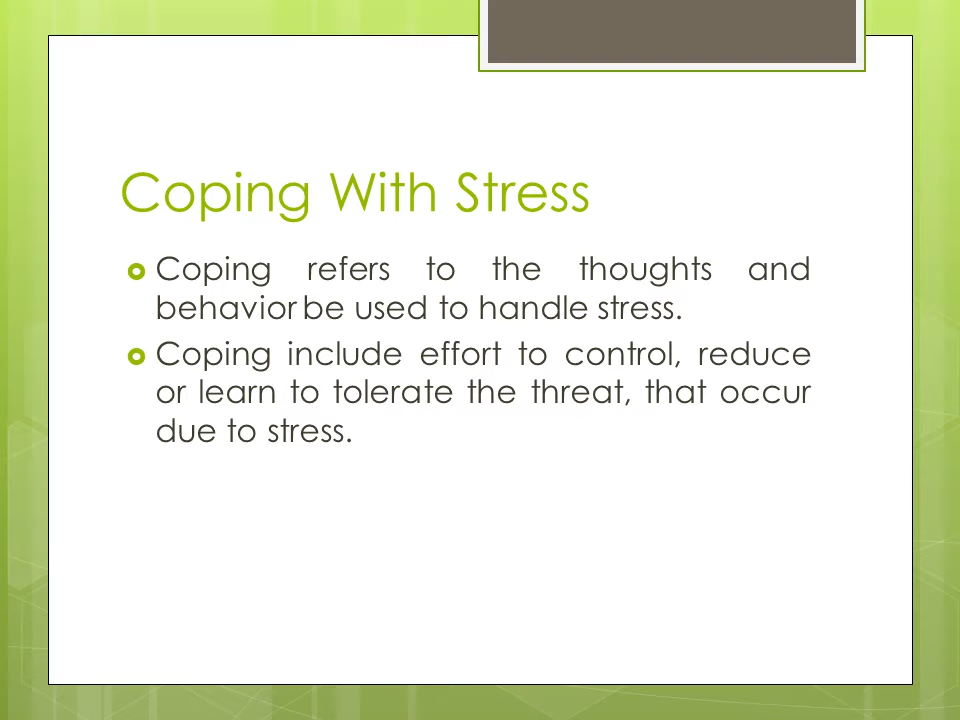 Coping With Stress
Coping refers to the thoughts and
behavior be used to handle stress.
Coping include effort to control, reduce
or learn to tolerate the threat, that occur
due to stress.